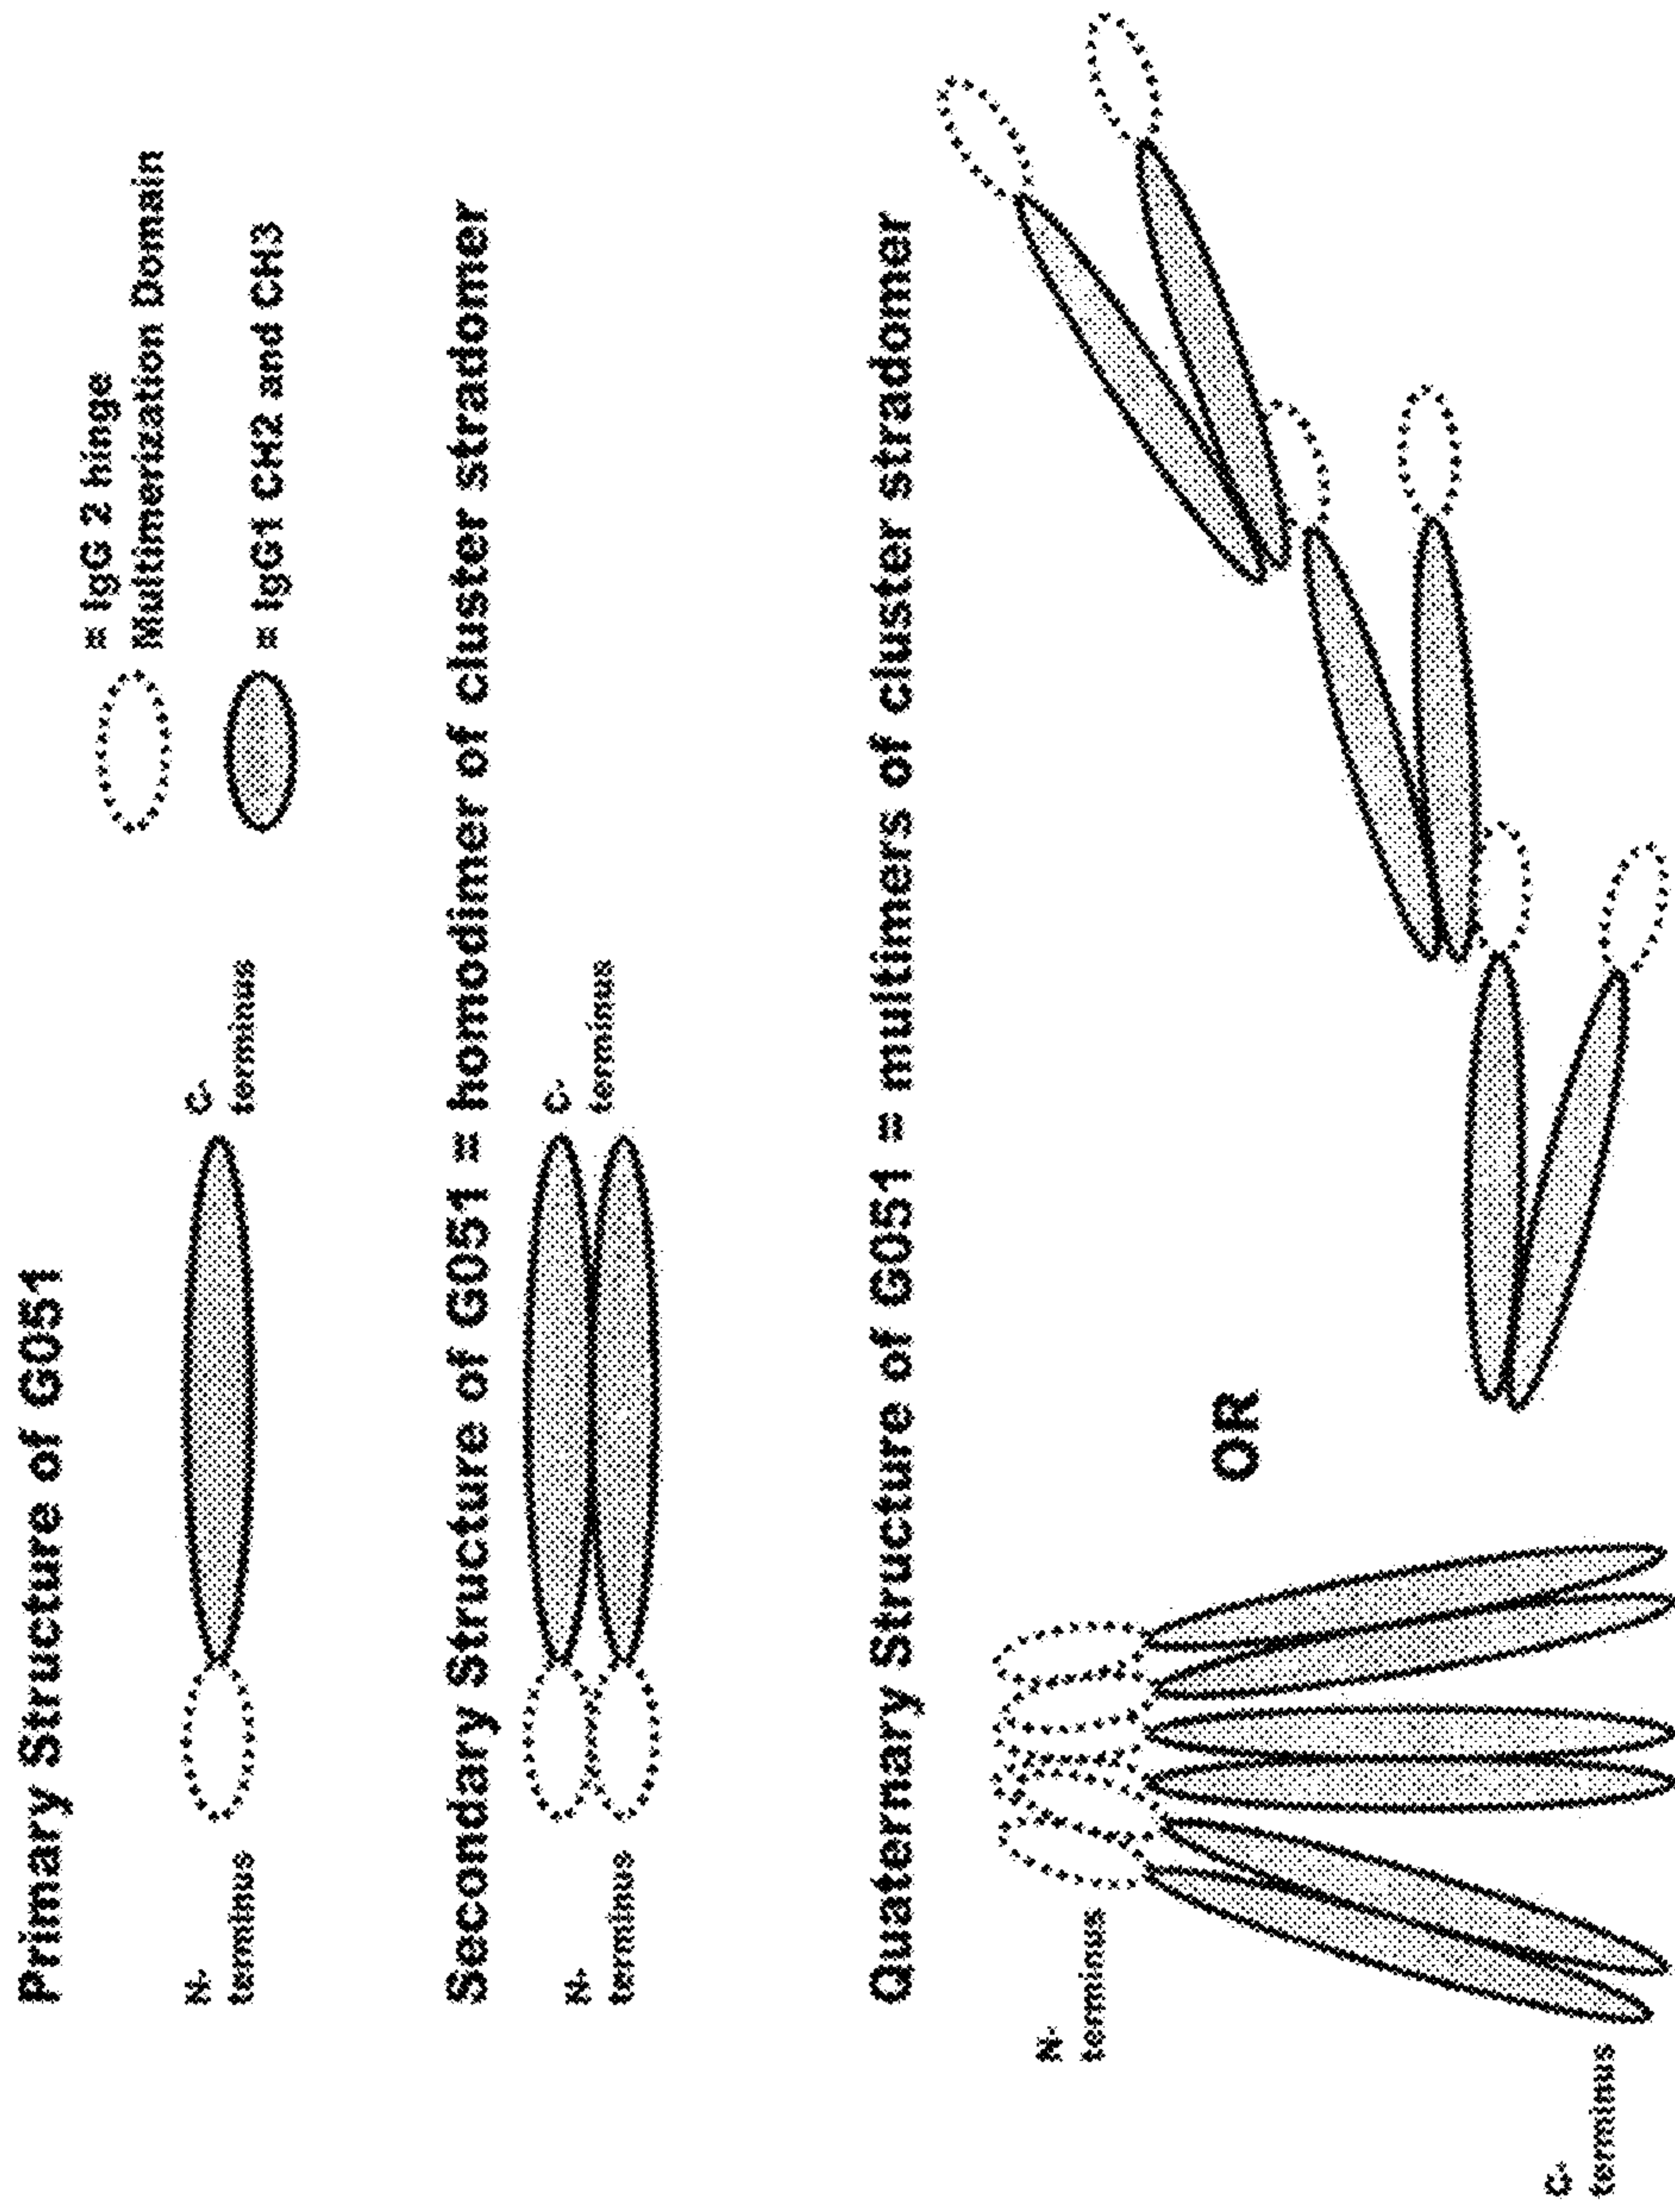 Primary Structure of G051
= IgG 2 hinge
Multimerization Domain
= IgG1 CH2 and CH3
N-
terminus
C-
terminus
Secondary Structure of G051 = homodimer of cluster stradomer
N-
terminus
C-
terminus
Quaternary Structure of G051 = multimers of cluster stradomer
N-
terminus
OR
C-
terminus